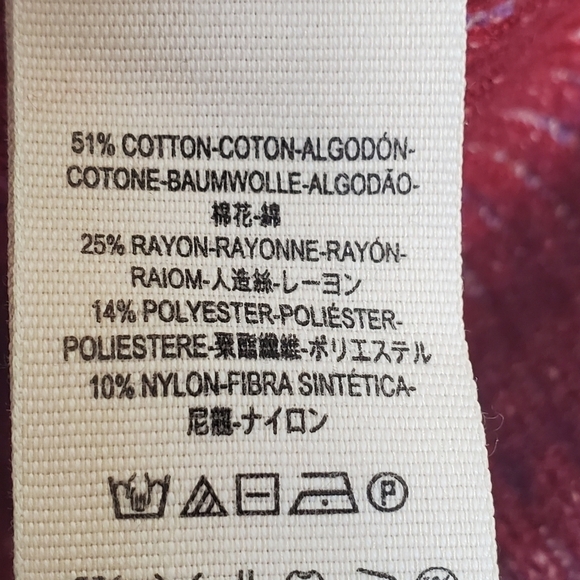 51% COTTON-COTON-ALGODÓN-
COTONE-BAUMWOLLE-ALGODÃO-
棉花-綿
25% RAYON-RAYONNE-RAYÓN-
RAIOM-人造絲-レーヨン
14% POLYESTER-POLIÉSTER-
POLIESTERE-聚酯纖維-ポリエステル
10% NYLON-FIBRA SINTÉTICA-
尼龍-ナイロン
P